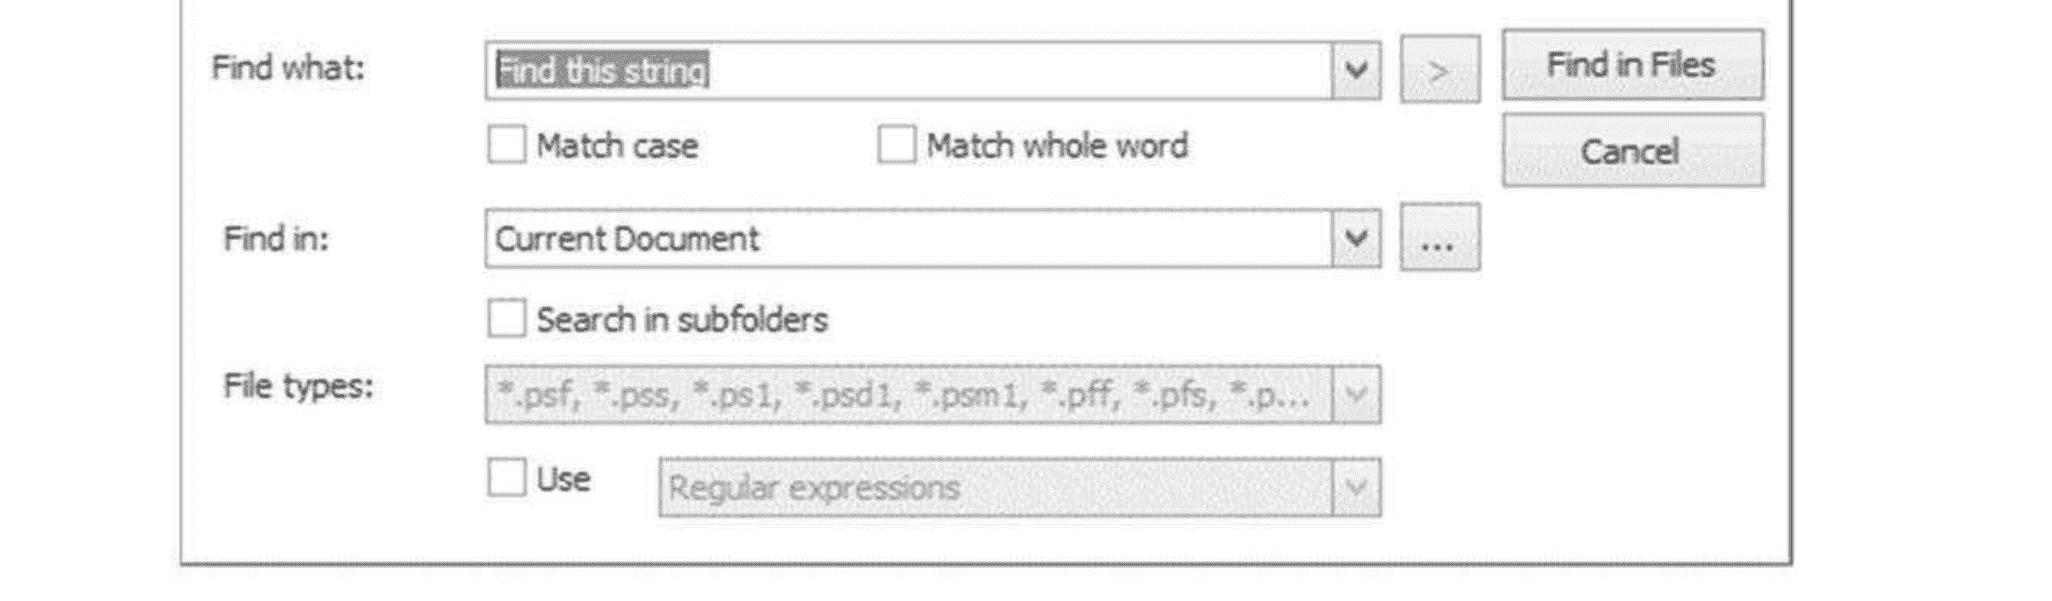 Find what: Find this string > Find in Files
Match case Match whole word Cancel
Find in: Current Document ...
Search in subfolders
File types: *.psf, *.pss, *.ps1, *.psd1, *.psm1, *.pff, *.pfs, *.p...
Use Regular expressions